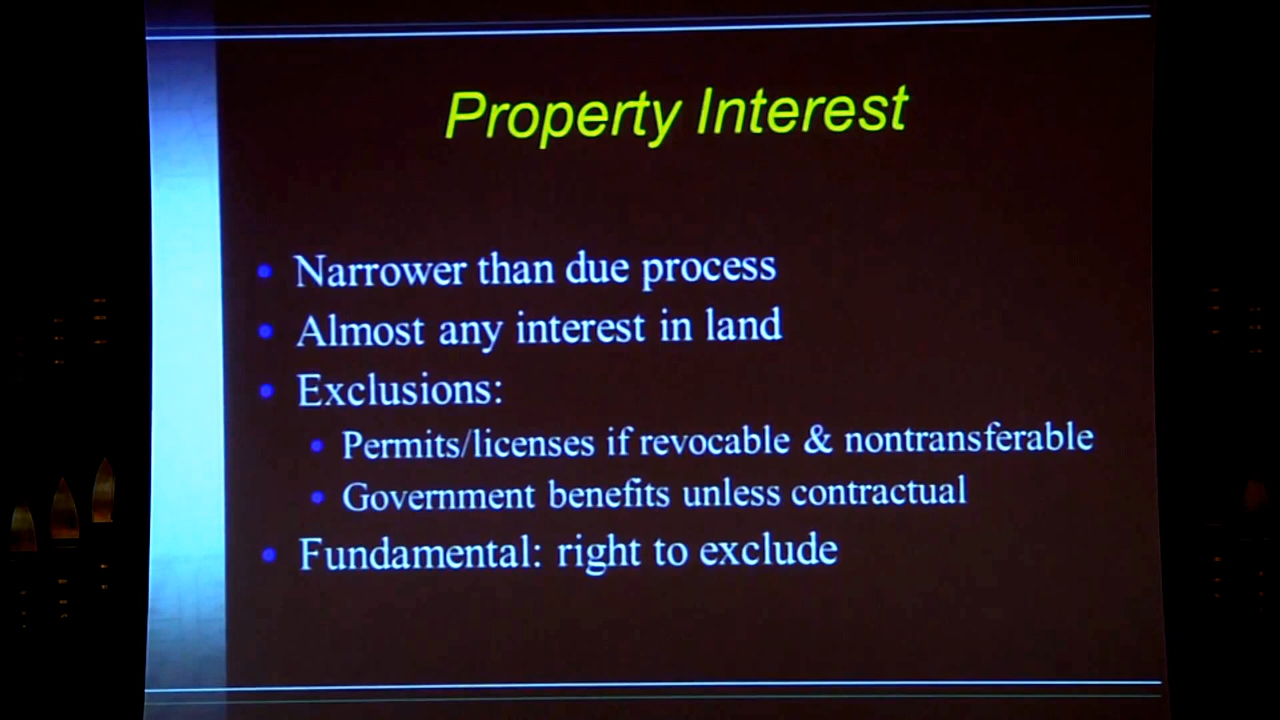 Property Interest
• Narrower than due process
• Almost any interest in land
• Exclusions:
• Permits/licenses if revocable & nontransferable
• Government benefits unless contractual
• Fundamental: right to exclude